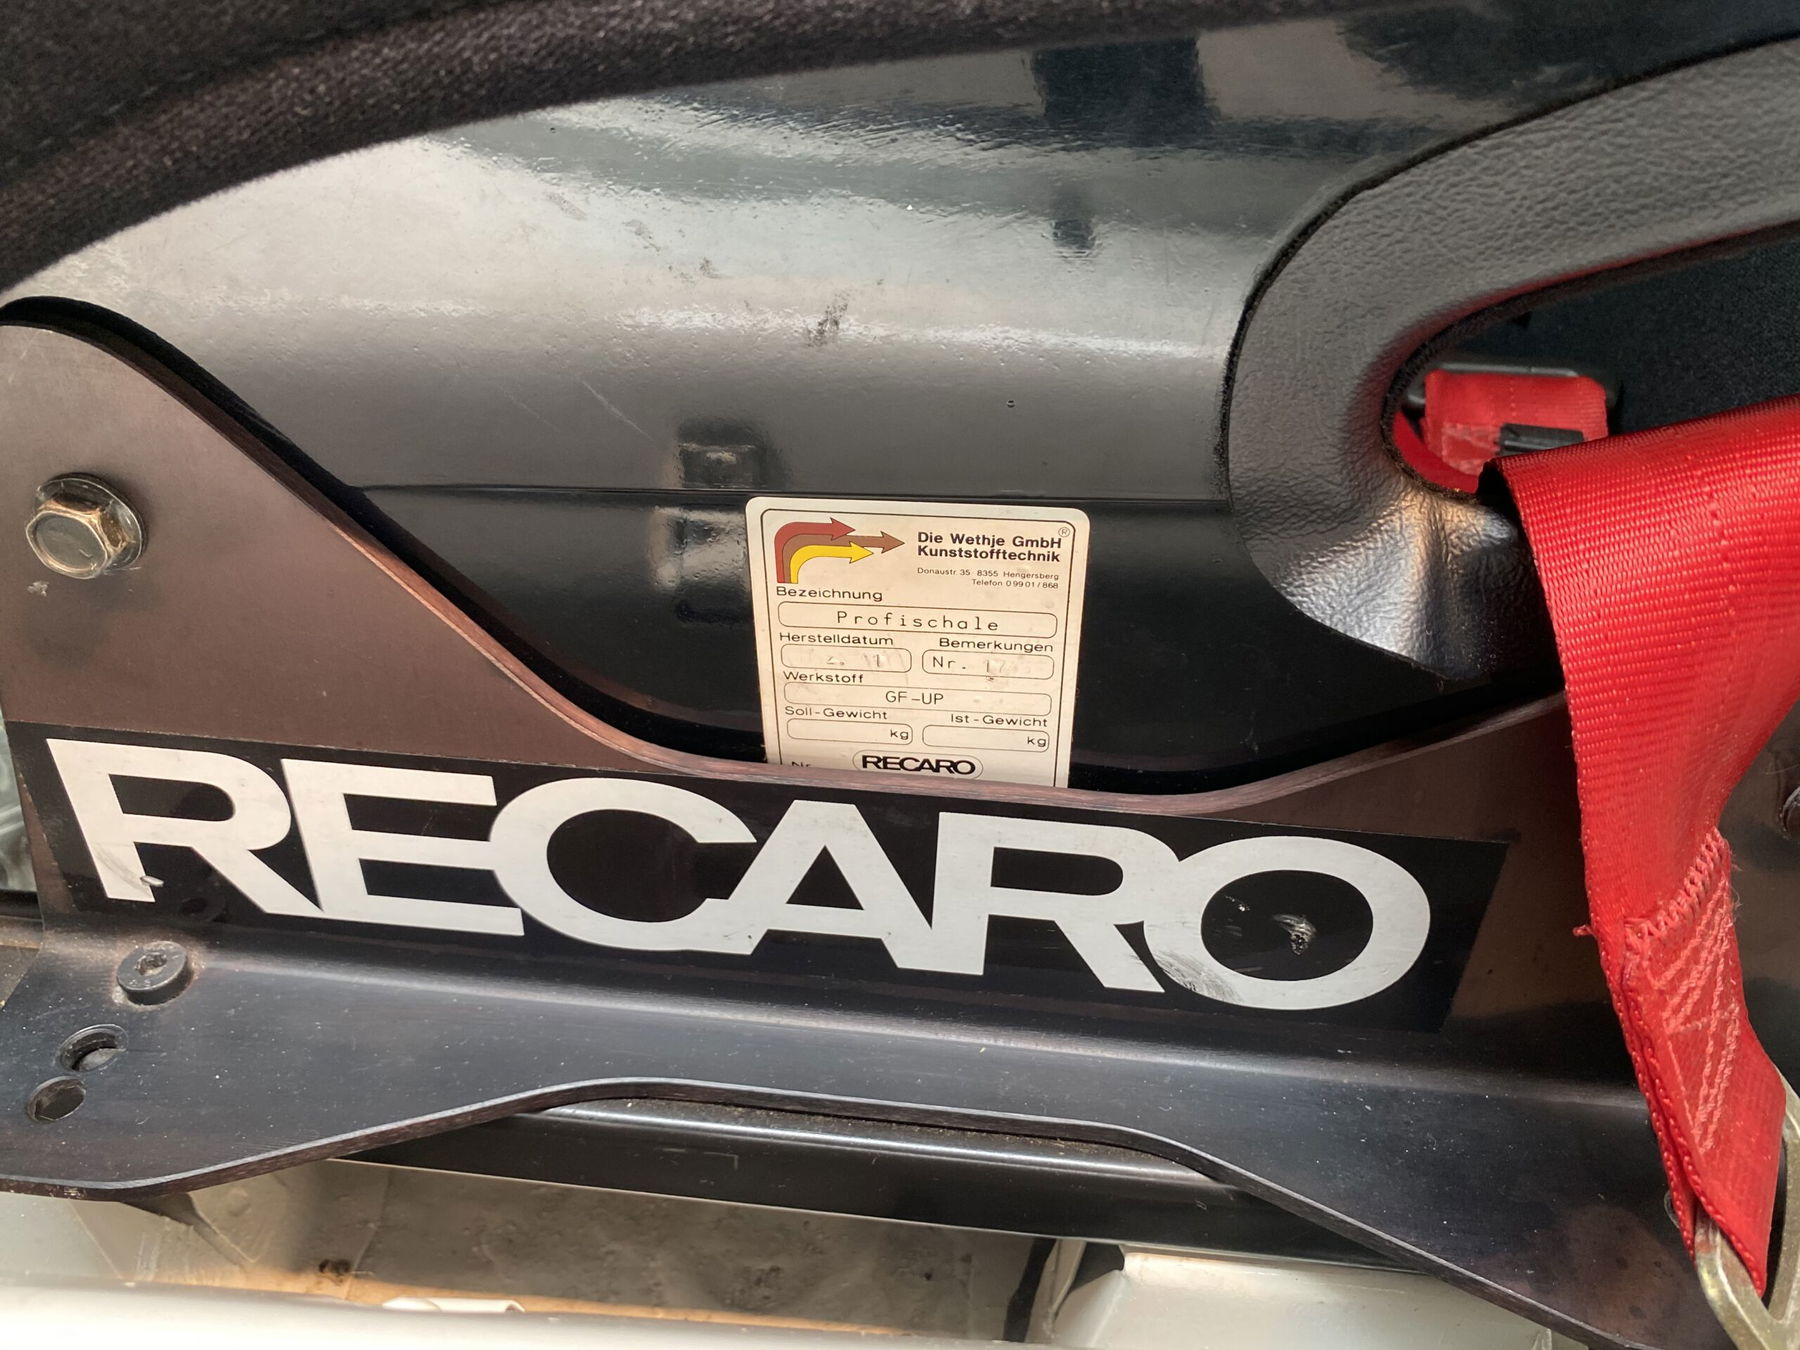 Die Wethje GmbH ®
Kunststofftechnik
Donaustr. 35 8355 Hengersberg
Telefon 09901/868
Bezeichnung
Profischale
Herstelldatum Bemerkungen
Nr.
Werkstoff
GF-UP
Soll-Gewicht Ist-Gewicht
kg kg
Nr. RECARO
RECARO